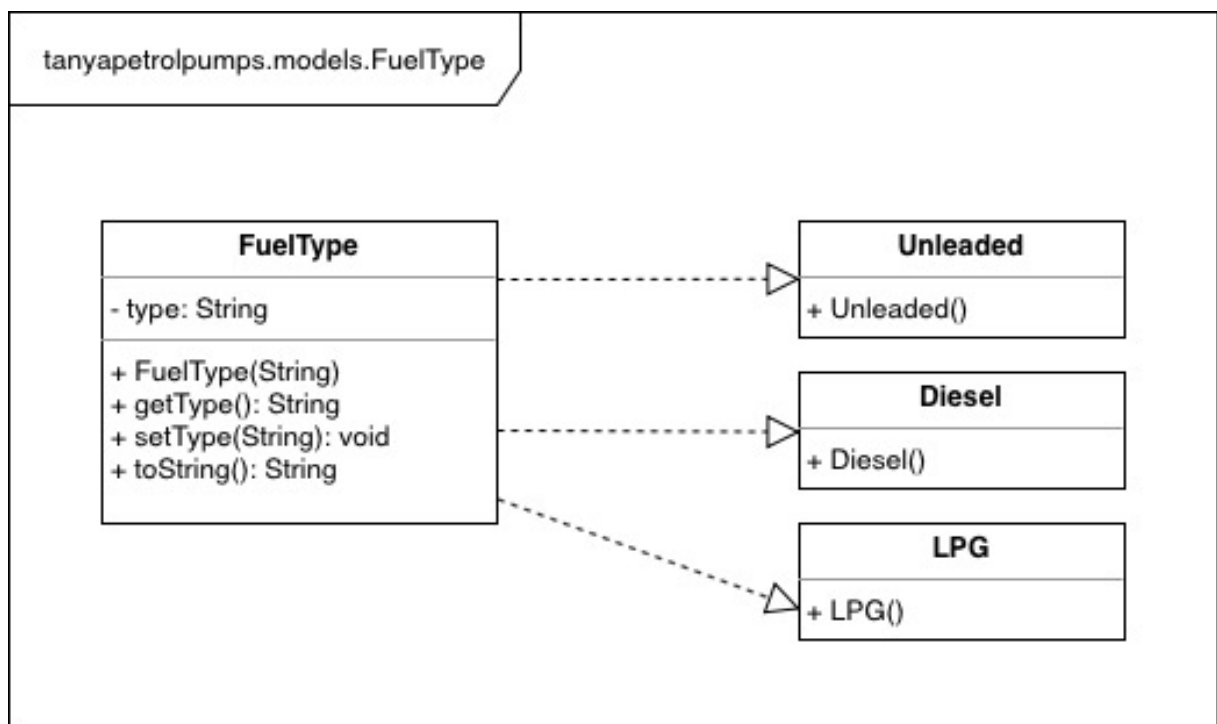 tanyapetrolpumps.models.FuelType
FuelType
- type: String
+ FuelType(String)
+ getType(): String
+ setType(String): void
+ toString(): String
Unleaded
+ Unleaded()
Diesel
+ Diesel()
LPG
+ LPG()